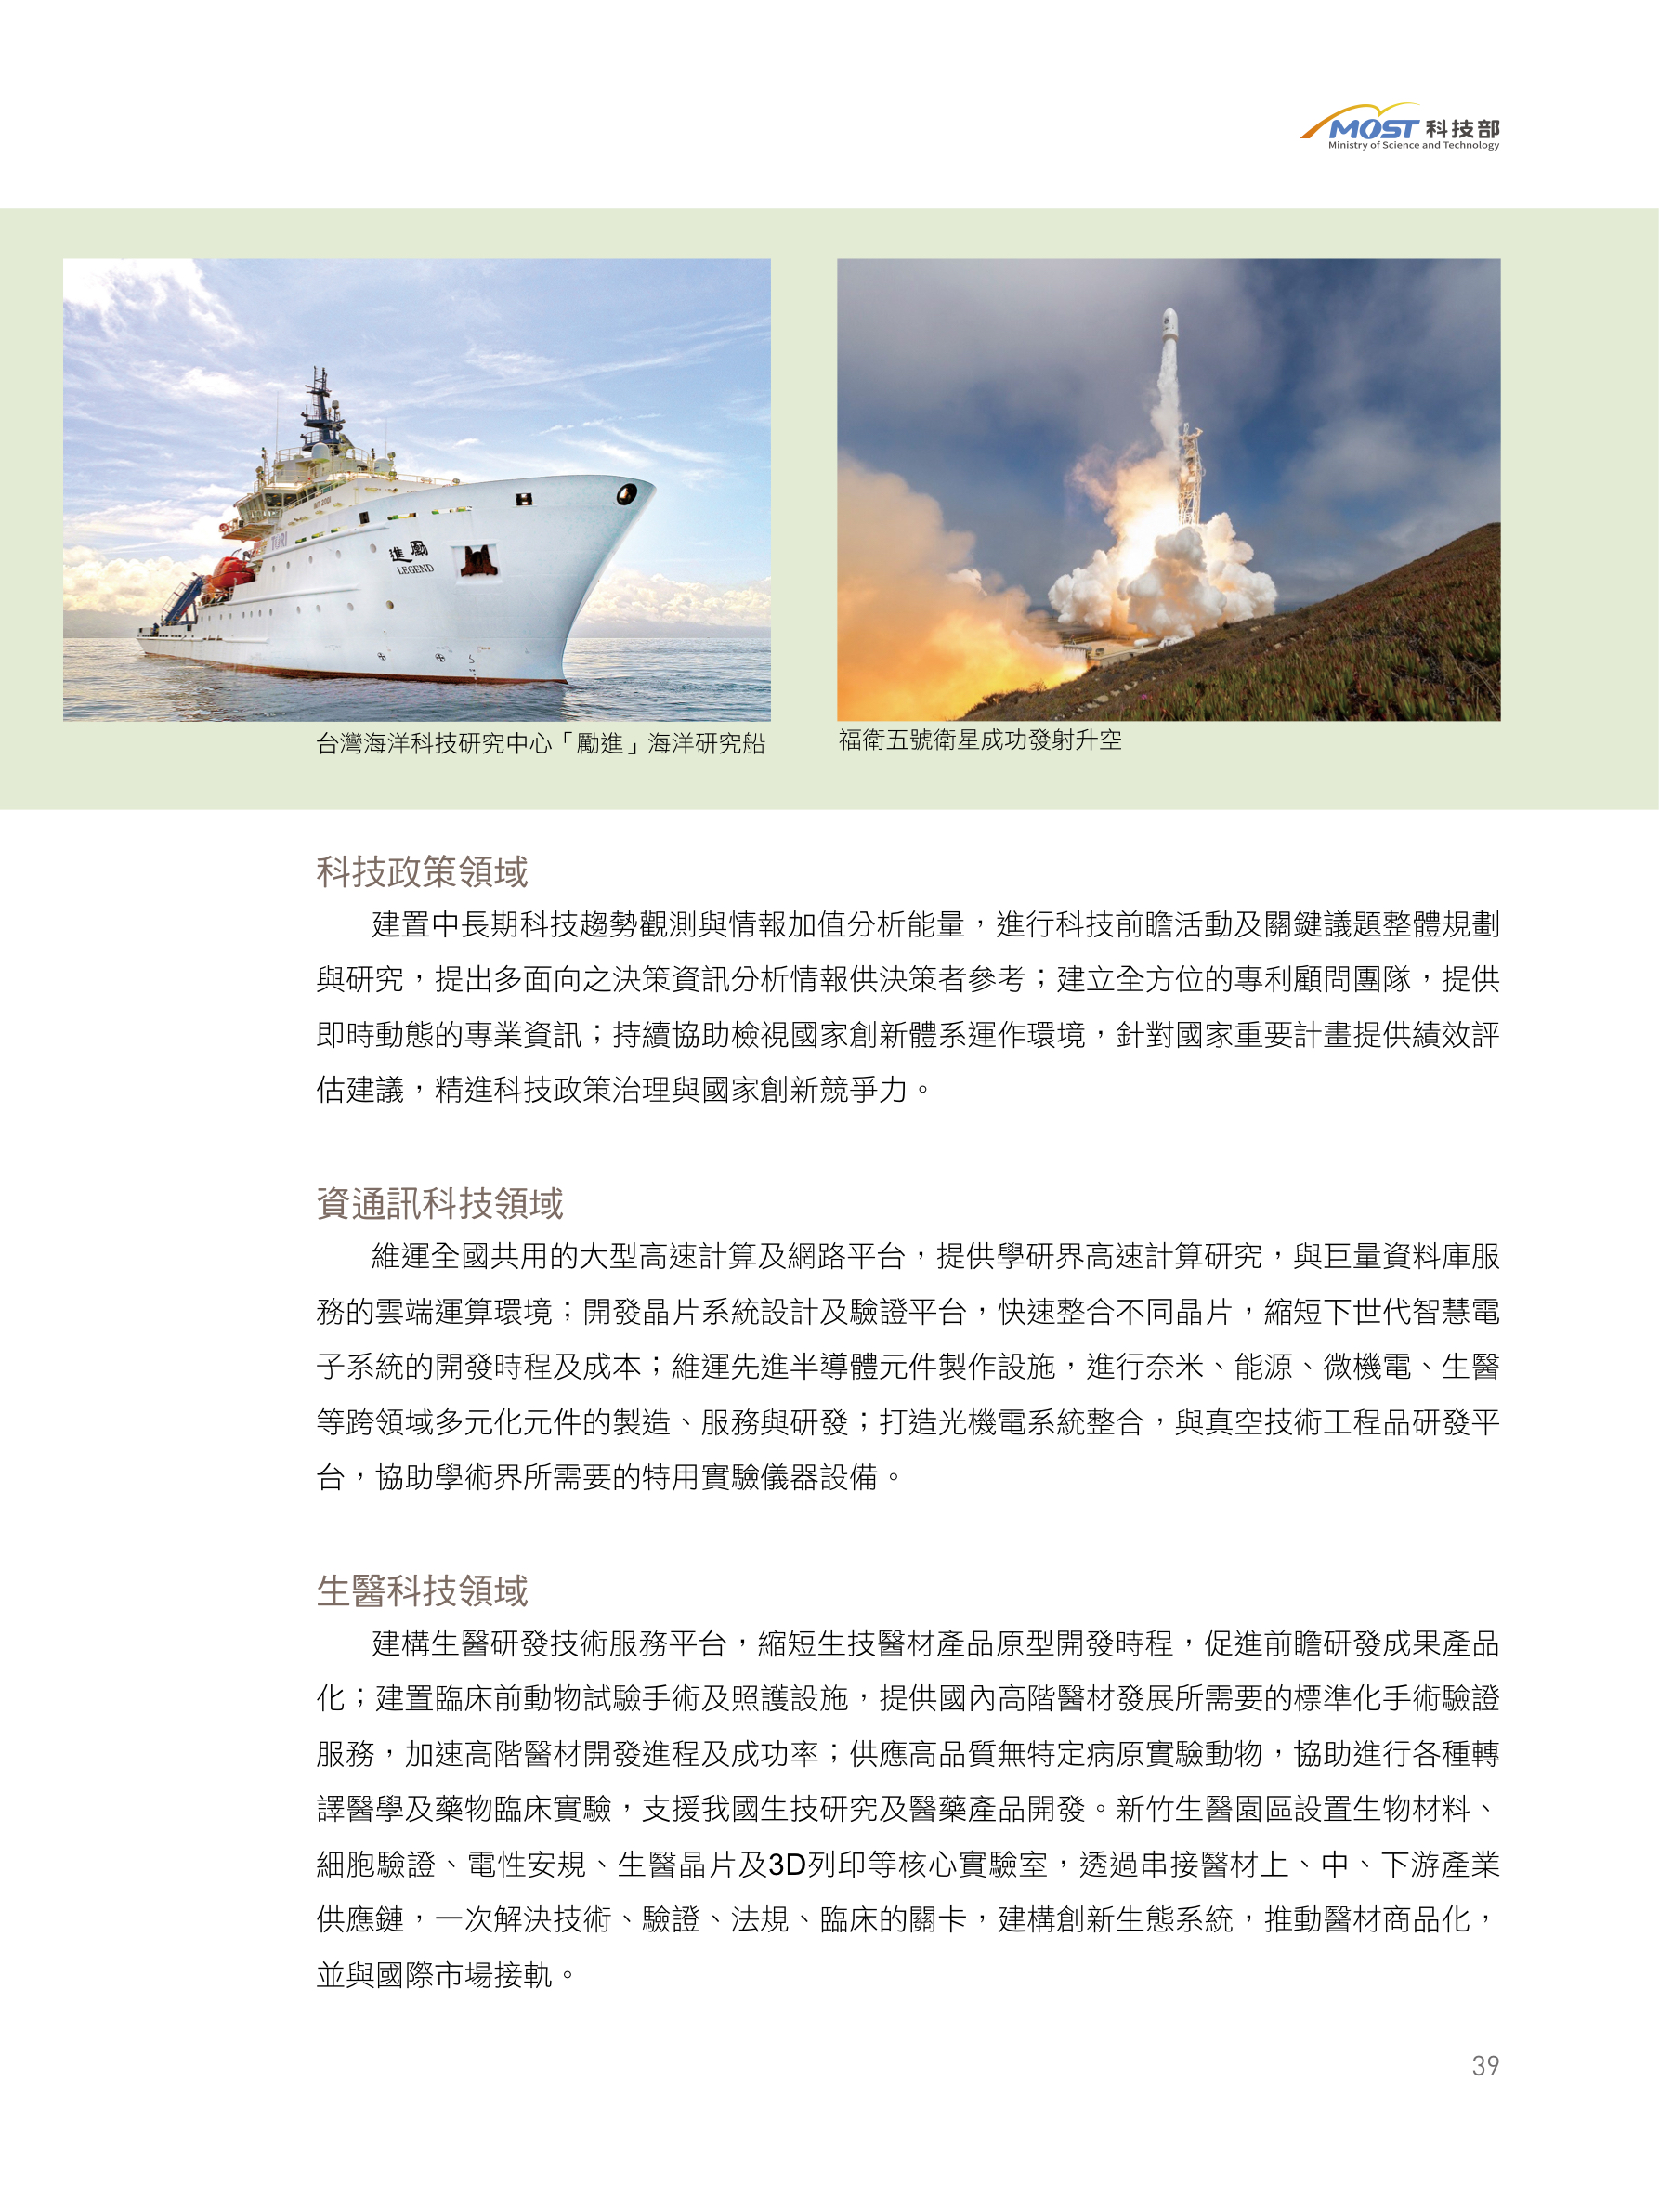 MOST 科技部
Ministry of Science and Technology
TORI
進勵
LEGEND
台灣海洋科技研究中心「勵進」海洋研究船
福衛五號衛星成功發射升空
科技政策領域
建置中長期科技趨勢觀測與情報加值分析能量，進行科技前瞻活動及關鍵議題整體規劃
與研究，提出多面向之決策資訊分析情報供決策者參考；建立全方位的專利顧問團隊，提供
即時動態的專業資訊；持續協助檢視國家創新體系運作環境，針對國家重要計畫提供績效評
估建議，精進科技政策治理與國家創新競爭力。
資通訊科技領域
維運全國共用的大型高速計算及網路平台，提供學研界高速計算研究，與巨量資料庫服
務的雲端運算環境；開發晶片系統設計及驗證平台，快速整合不同晶片，縮短下世代智慧電
子系統的開發時程及成本；維運先進半導體元件製作設施，進行奈米、能源、微機電、生醫
等跨領域多元化元件的製造、服務與研發；打造光機電系統整合，與真空技術工程品研發平
台，協助學術界所需要的特用實驗儀器設備。
生醫科技領域
建構生醫研發技術服務平台，縮短生技醫材產品原型開發時程，促進前瞻研發成果產品
化；建置臨床前動物試驗手術及照護設施，提供國內高階醫材發展所需要的標準化手術驗證
服務，加速高階醫材開發進程及成功率；供應高品質無特定病原實驗動物，協助進行各種轉
譯醫學及藥物臨床實驗，支援我國生技研究及醫藥產品開發。新竹生醫園區設置生物材料、
細胞驗證、電性安規、生醫晶片及3D列印等核心實驗室，透過串接醫材上、中、下游產業
供應鏈，一次解決技術、驗證、法規、臨床的關卡，建構創新生態系統，推動醫材商品化，
並與國際市場接軌。
39